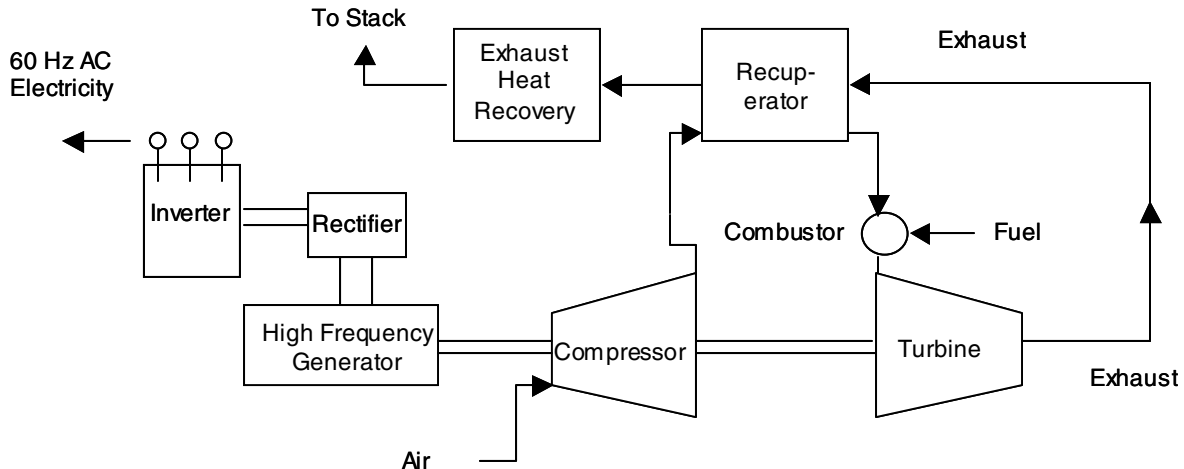 To Stack
Exhaust
Heat
Recovery
Recup-
erator
Exhaust
60 Hz AC
Electricity
Inverter
Rectifier
Combustor
Fuel
High Frequency
Generator
Compressor
Turbine
Exhaust
Air